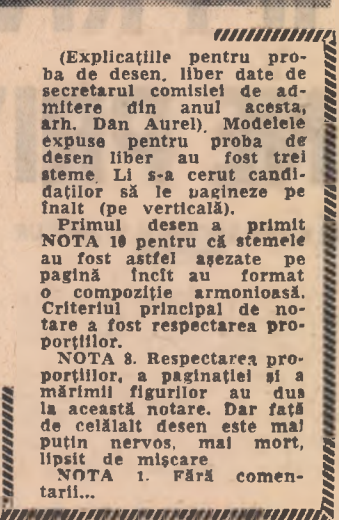 (Explicațiile pentru pro-
ba de desen, liber date de
secretarul comisiei de ad-
mitere din anul acesta,
arh. Dan Aurel). Modelele
expuse pentru proba de
desen liber au fost trei
steme. Li s-a cerut candi-
daților să le pagineze pe
înalt (pe verticală).
Primul desen a primit
NOTA 10 pentru că stemele
au fost astfel așezate pe
pagină încît au format
o compoziție armonioasă.
Criteriul principal de no-
tare a fost respectarea pro-
porțiilor.
NOTA 8. Respectarea pro-
porțiilor, a paginației și a
mărimii figurilor au dus
la această notare. Dar față
de celălalt desen este mai
puțin nervos, mai mort,
lipsit de mișcare
NOTA 1. Fără comen-
tarii...